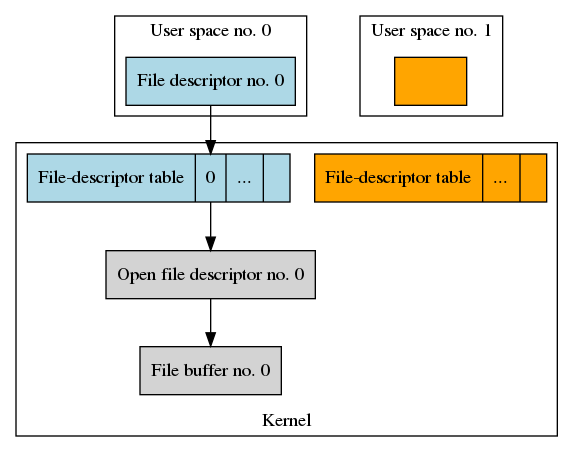 User space no. 0
User space no. 1
File descriptor no. 0
File-descriptor table 0 ...
File-descriptor table ...
Open file descriptor no. 0
File buffer no. 0
Kernel